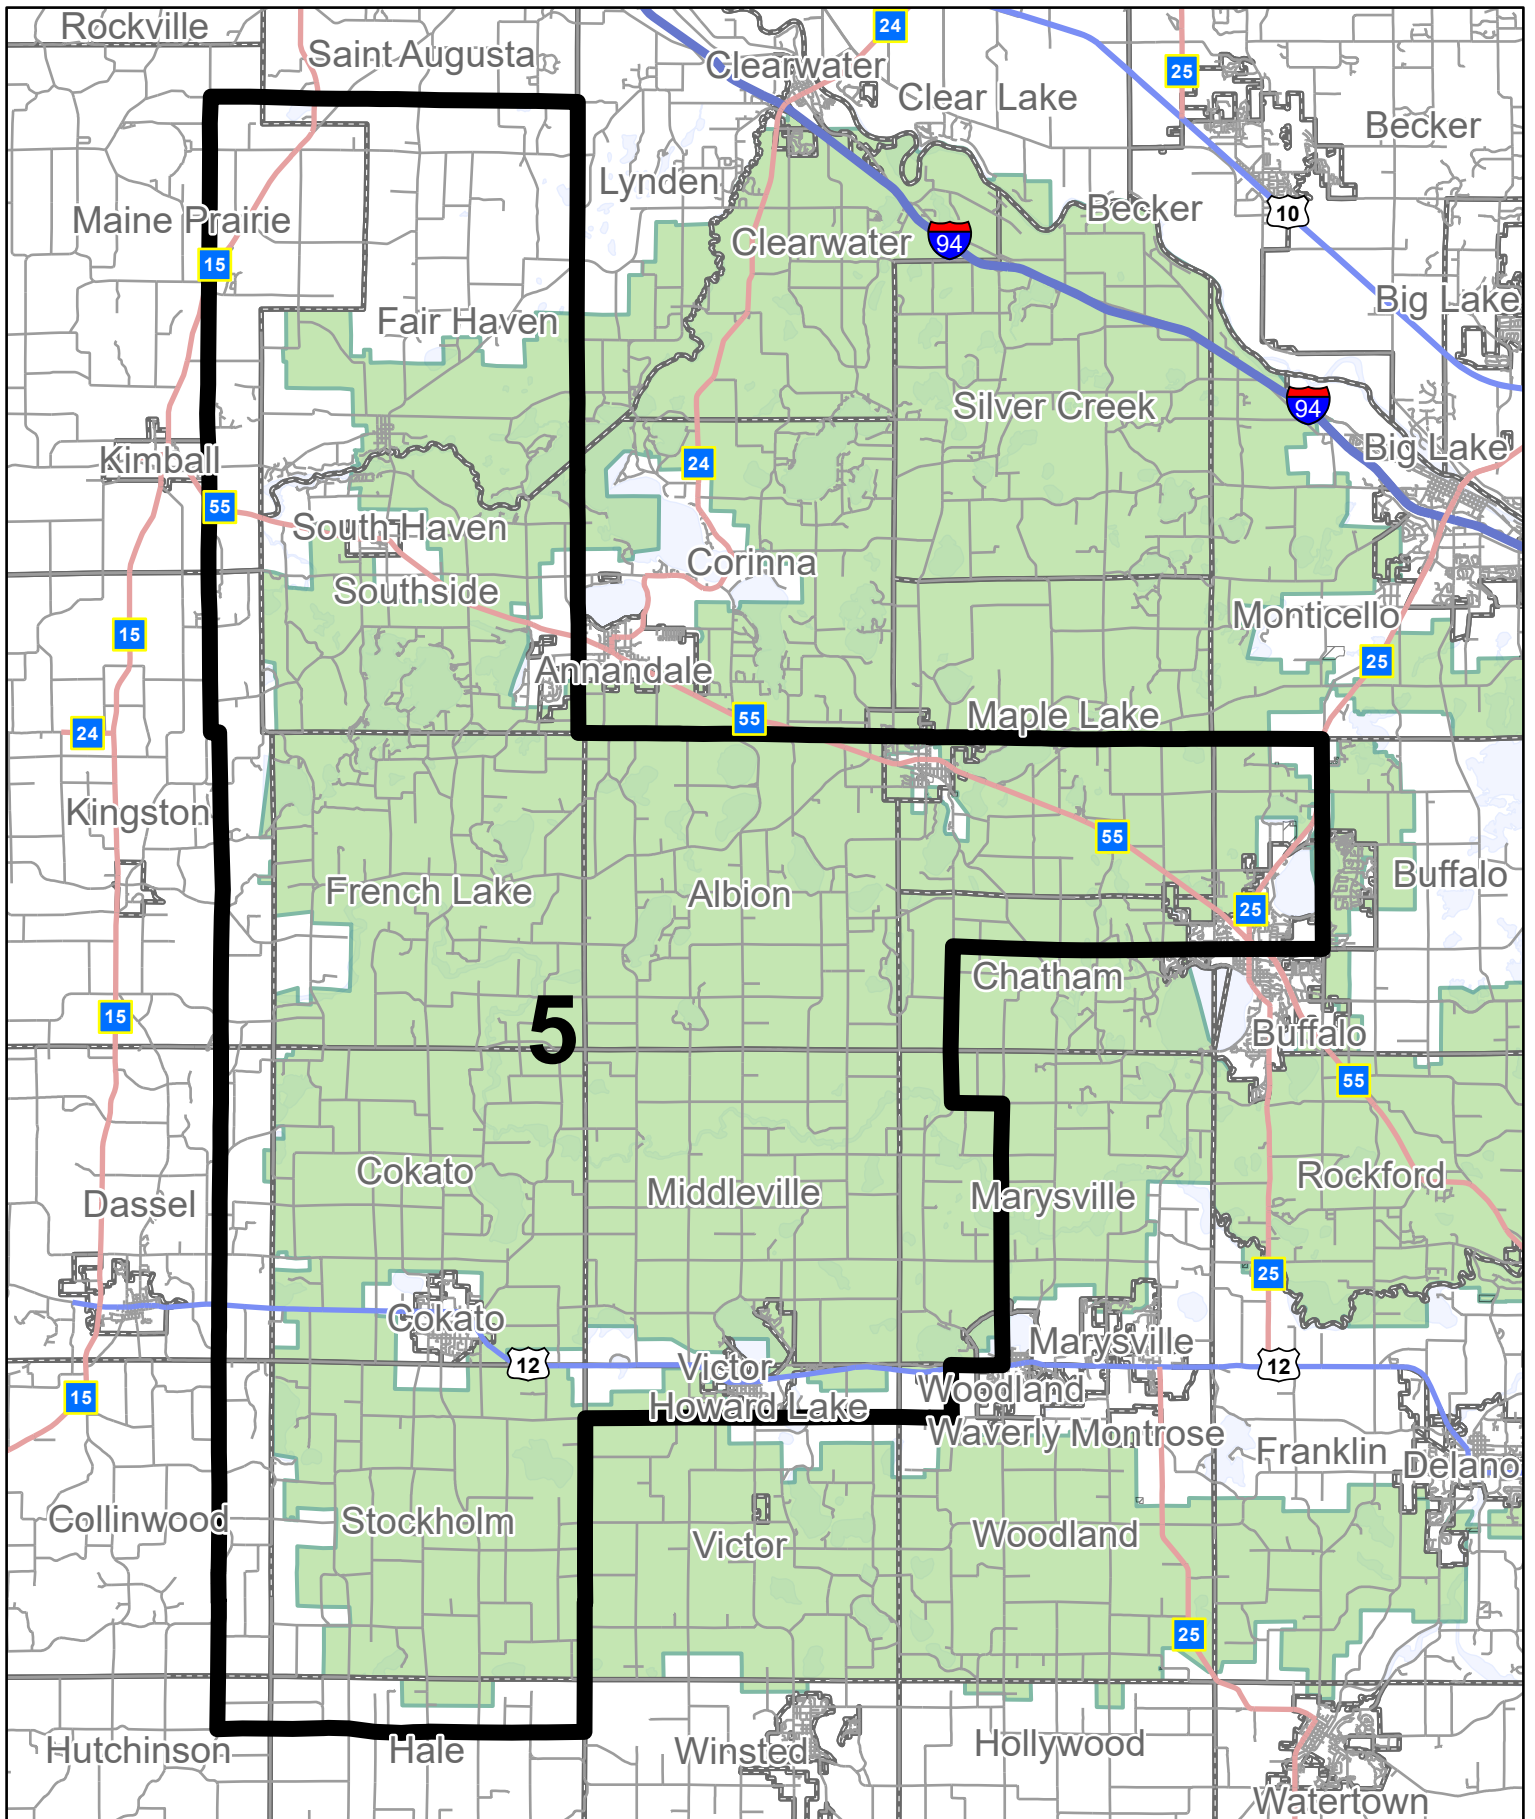 Rockville
Saint Augusta
24
Clearwater
25
Clear Lake
Becker
Lynden
Becker
10
Maine Prairie
Clearwater
94
15
Big Lake
Fair Haven
Silver Creek
94
Big Lake
Kimball
24
55
South Haven
Corinna
Southside
Monticello
15
25
Annandale
55
Maple Lake
24
Kingston
55
Buffalo
French Lake
Albion
25
Chatham
15
5
Buffalo
55
Cokato
Middleville
Marysville
Rockford
Dassel
25
Cokato
Marysville
12
Victor
12
15
Woodland
Howard Lake
Waverly
Montrose
Franklin
Delano
Collinwood
Stockholm
Victor
Woodland
25
Hutchinson
Hale
Winsted
Hollywood
Watertown